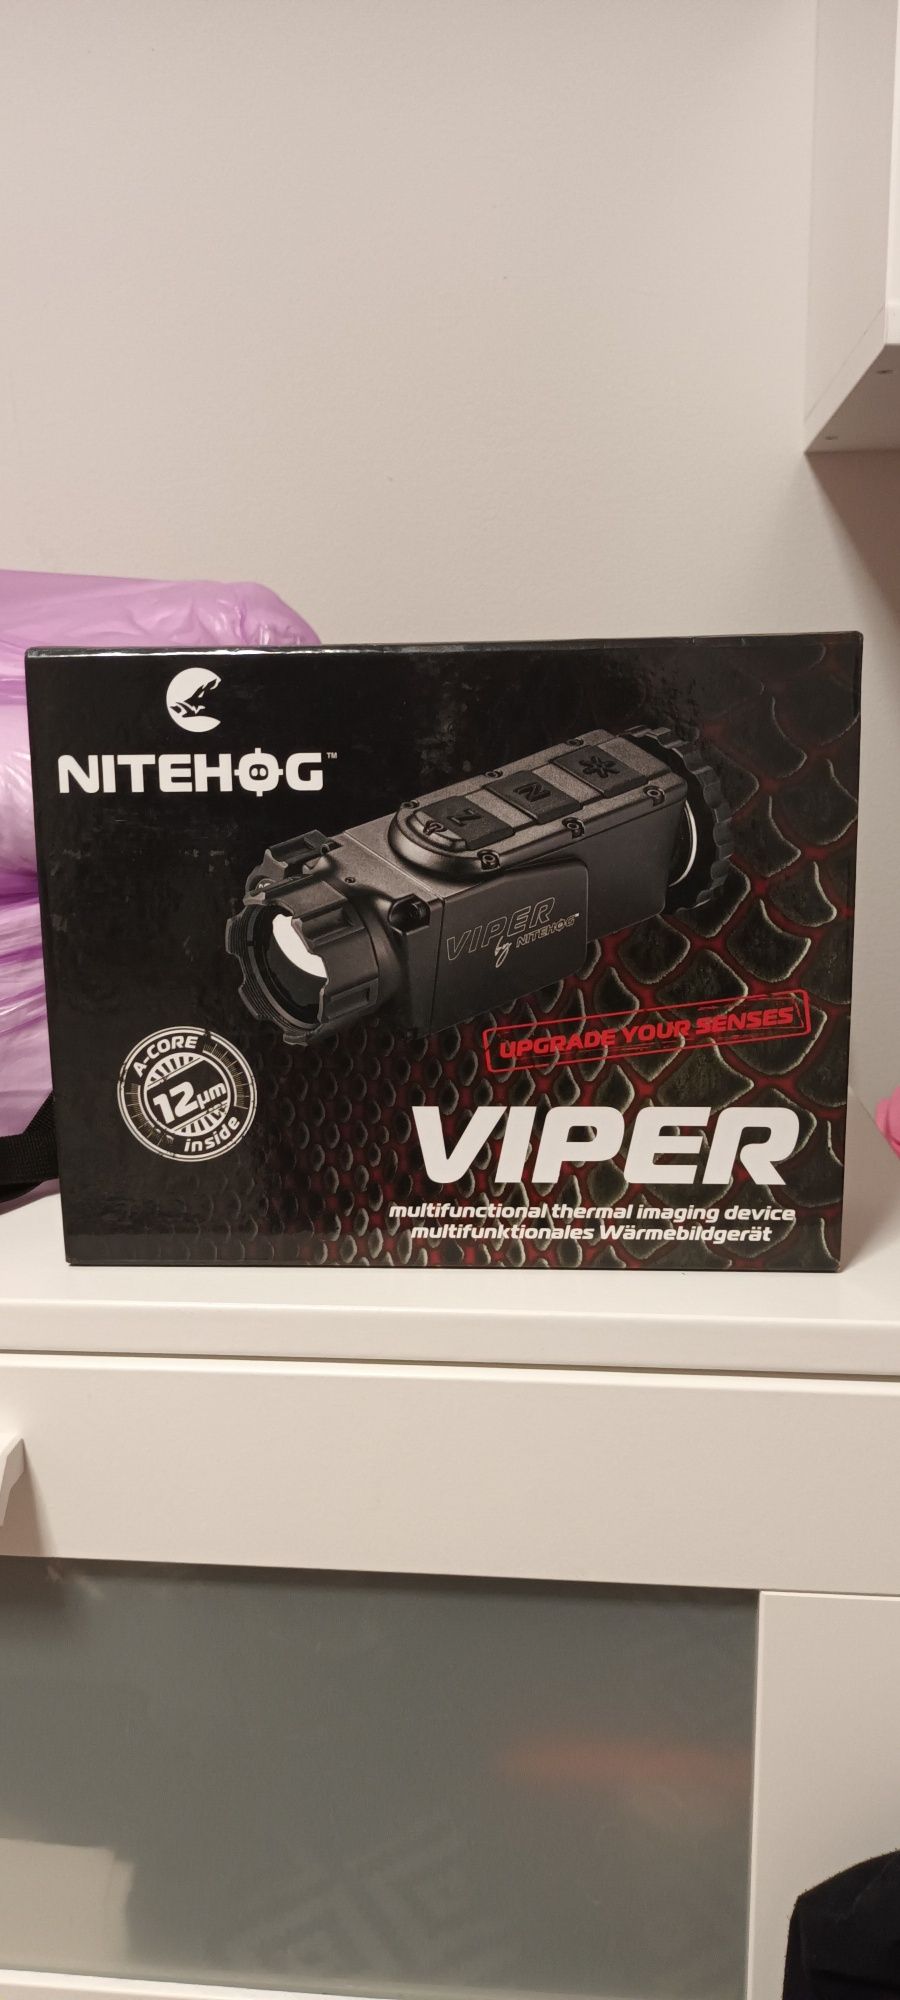 NITEHOG™
VIPER
by NITEHOG™
A-CORE
12µm
inside
UPGRADE YOUR SENSES
VIPER
multifunctional thermal imaging device
multifunktionales Wärmebildgerät